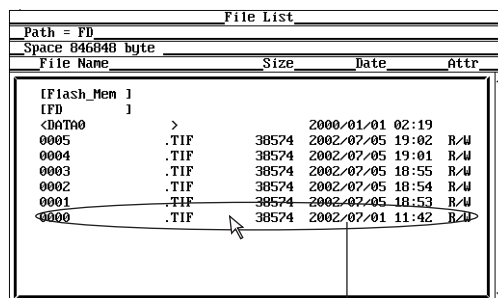 File List
Path = FD
Space 846848 byte
File Name Size Date Attr
[Flash_Mem ]
[FD ]
<DATA0 > 2000/01/01 02:19
0005 .TIF 38574 2002/07/05 19:02 R/W
0004 .TIF 38574 2002/07/05 19:01 R/W
0003 .TIF 38574 2002/07/05 18:55 R/W
0002 .TIF 38574 2002/07/05 18:54 R/W
0001 .TIF 38574 2002/07/05 18:53 R/W
0000 .TIF 38574 2002/07/01 11:42 R/W